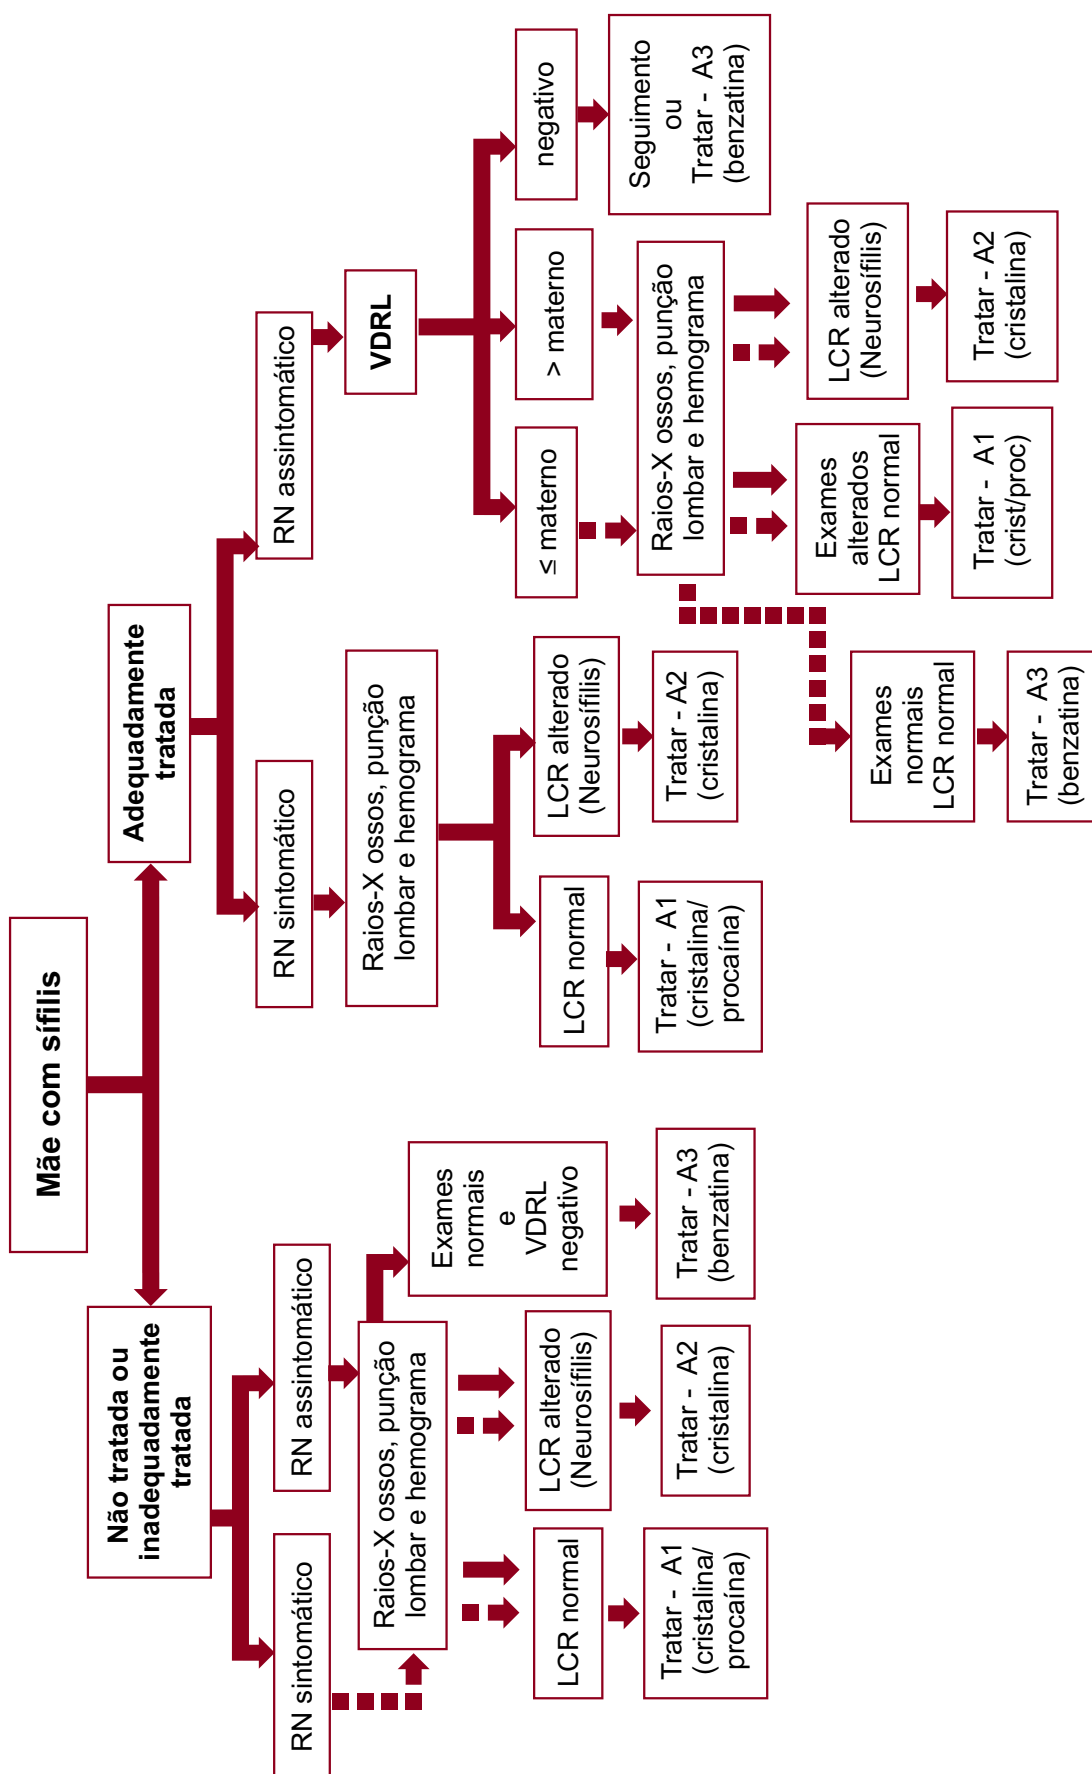 Mãe com sífilis
Não tratada ou
inadequadamente
tratada
Adequadamente
tratada
RN sintomático
RN assintomático
RN sintomático
RN assintomático
Raios-X ossos, punção
lombar e hemograma
Exames
normais
e
VDRL
negativo
LCR normal
LCR alterado
(Neurosífilis)
Tratar - A1
(cristalina/
procaína)
Tratar - A2
(cristalina)
Tratar - A3
(benzatina)
Raios-X ossos, punção
lombar e hemograma
LCR normal
LCR alterado
(Neurosífilis)
Tratar - A1
(cristalina/
procaína)
Tratar - A2
(cristalina)
VDRL
≤ materno
> materno
negativo
Raios-X ossos, punção
lombar e hemograma
Seguimento
ou
Tratar - A3
(benzatina)
Exames
alterados
LCR normal
LCR alterado
(Neurosífilis)
Exames
normais
LCR normal
Tratar - A1
(crist/proc)
Tratar - A2
(cristalina)
Tratar - A3
(benzatina)